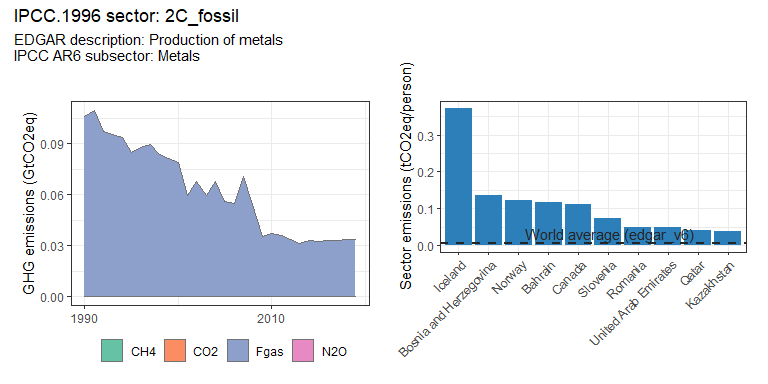 IPCC.1996 sector: 2C_fossil
EDGAR description: Production of metals
IPCC AR6 subsector: Metals
GHG emissions (GtCO2eq)
0.09
0.06
0.03
0.00
1990
2010
CH4
CO2
Fgas
N2O
Sector emissions (tCO2eq/person)
0.3
0.2
0.1
0.0
World average (edgar_v6)
Iceland
Bosnia and Herzegovina
Norway
Bahrain
Canada
Slovenia
Romania
United Arab Emirates
Qatar
Kazakhstan